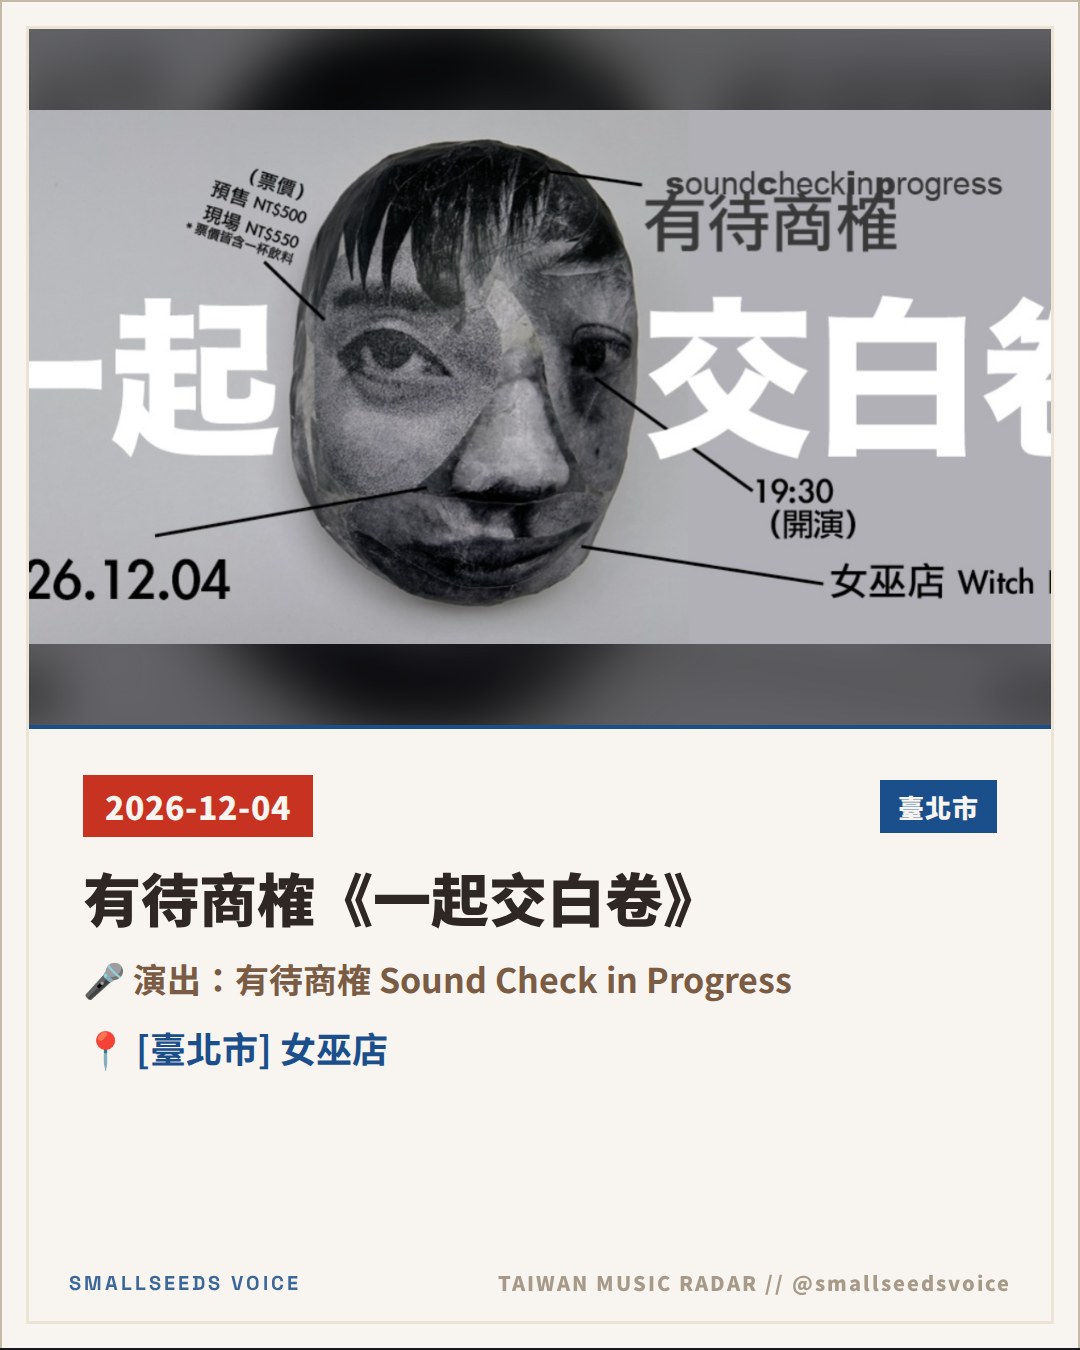 (票價)
預售 NT$500
現場 NT$550
*票價皆含一杯飲料
soundcheckinprogress
有待商榷
一起 交白卷
19:30
(開演)
26.12.04
女巫店 Witch
2026-12-04
臺北市
有待商榷《一起交白卷》
🎤 演出：有待商榷 Sound Check in Progress
📍 [臺北市] 女巫店
SMALLSEEDS VOICE
TAIWAN MUSIC RADAR // @smallseedsvoice